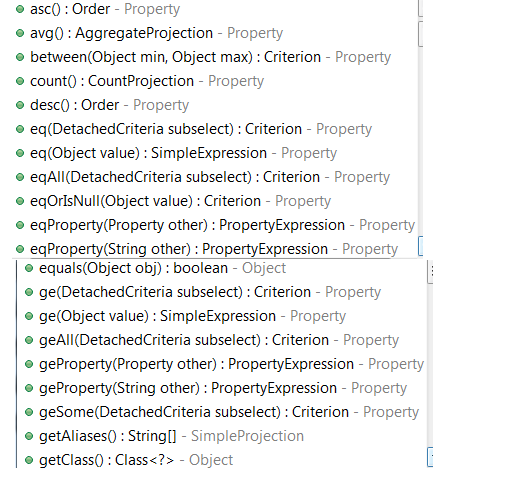 asc() : Order - Property
avg() : AggregateProjection - Property
between(Object min, Object max) : Criterion - Property
count() : CountProjection - Property
desc() : Order - Property
eq(DetachedCriteria subselect) : Criterion - Property
eq(Object value) : SimpleExpression - Property
eqAll(DetachedCriteria subselect) : Criterion - Property
eqOrIsNull(Object value) : Criterion - Property
eqProperty(Property other) : PropertyExpression - Property
eqProperty(String other) : PropertyExpression - Property
equals(Object obj) : boolean - Object
ge(DetachedCriteria subselect) : Criterion - Property
ge(Object value) : SimpleExpression - Property
geAll(DetachedCriteria subselect) : Criterion - Property
geProperty(Property other) : PropertyExpression - Property
geProperty(String other) : PropertyExpression - Property
geSome(DetachedCriteria subselect) : Criterion - Property
getAliases() : String[] - SimpleProjection
getClass() : Class<?> - Object